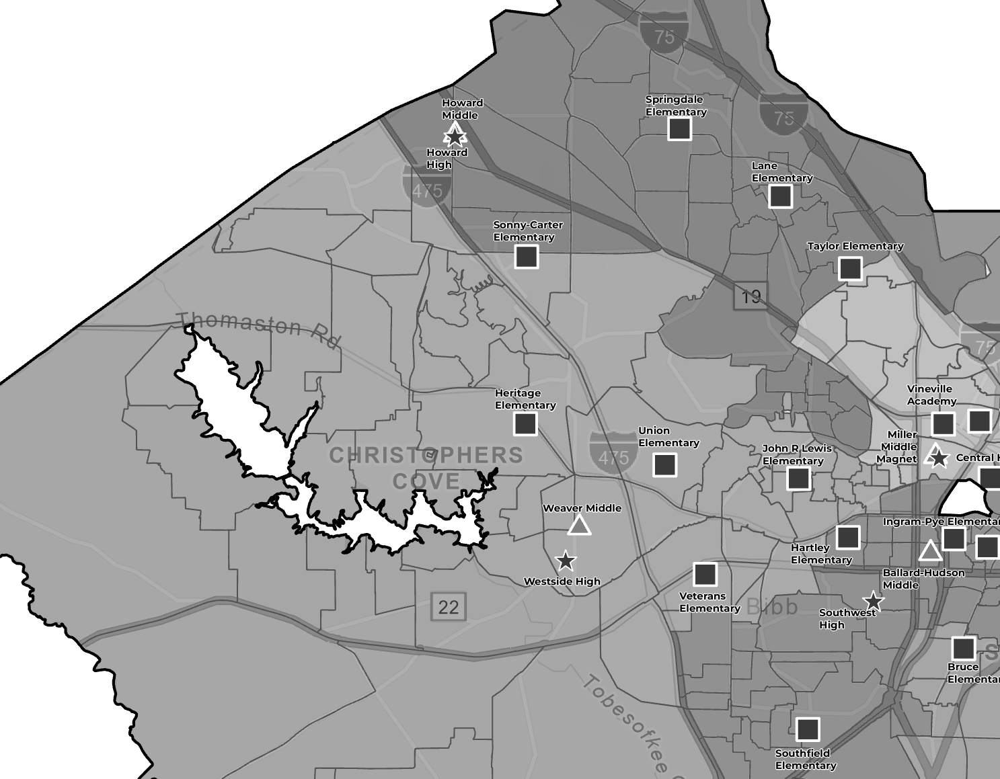 75
Howard
Middle
Springdale
Elementary
75
Howard
High
Lane
Elementary
475
Sonny-Carter
Elementary
Taylor Elementary
19
Thomaston Rd
75
Heritage
Elementary
Vineville
Academy
Union
Elementary
Miller
Middle
Magnet
John R Lewis
Elementary
CHRISTOPHERS
COVE
475
Central
Weaver Middle
Ingram-Pye Elementar
Hartley
Elementary
Westside High
Ballard-Hudson
Middle
Veterans
Elementary
Bibb
22
Southwest
High
S
Bruce
Elementar
Tobesofkee
Southfield
Elementary